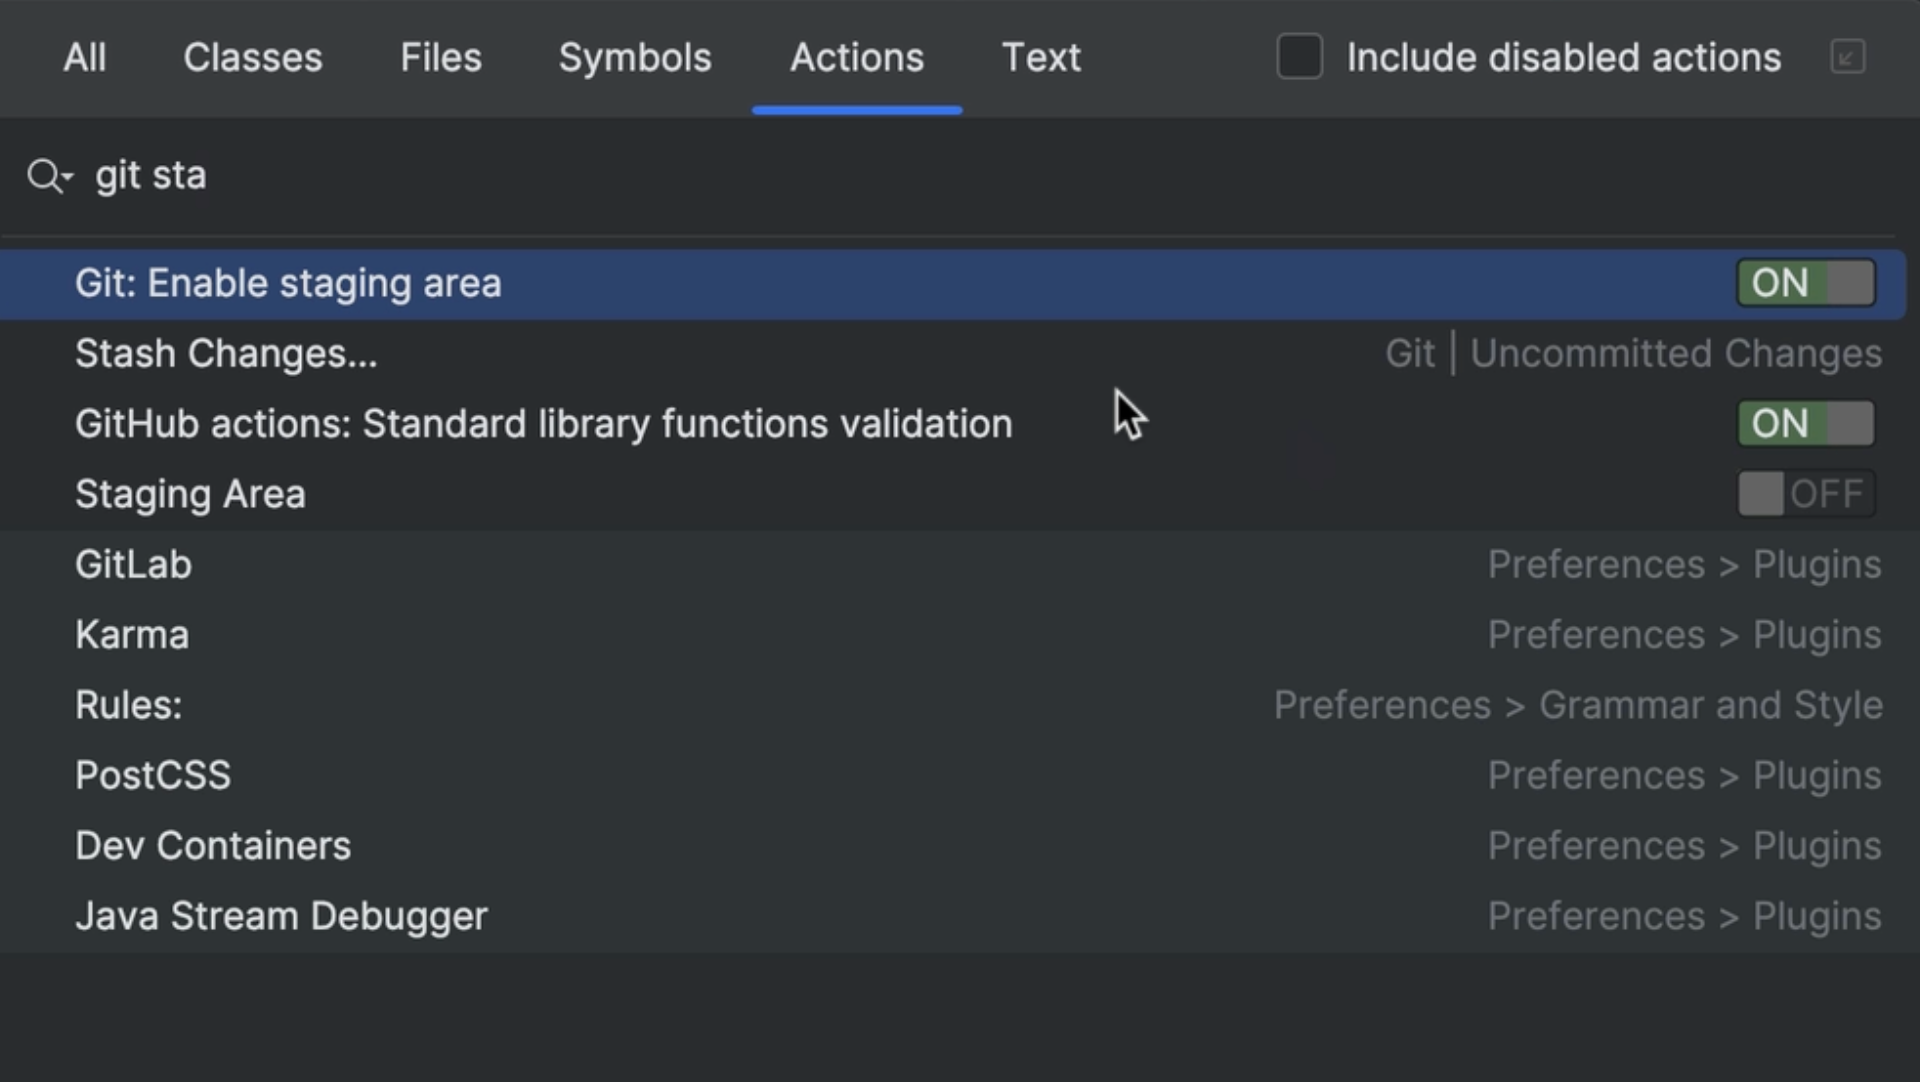 All Classes Files Symbols Actions Text Include disabled actions
git sta
Git: Enable staging area ON
Stash Changes... Git | Uncommitted Changes
GitHub actions: Standard library functions validation ON
Staging Area OFF
GitLab Preferences > Plugins
Karma Preferences > Plugins
Rules: Preferences > Grammar and Style
PostCSS Preferences > Plugins
Dev Containers Preferences > Plugins
Java Stream Debugger Preferences > Plugins